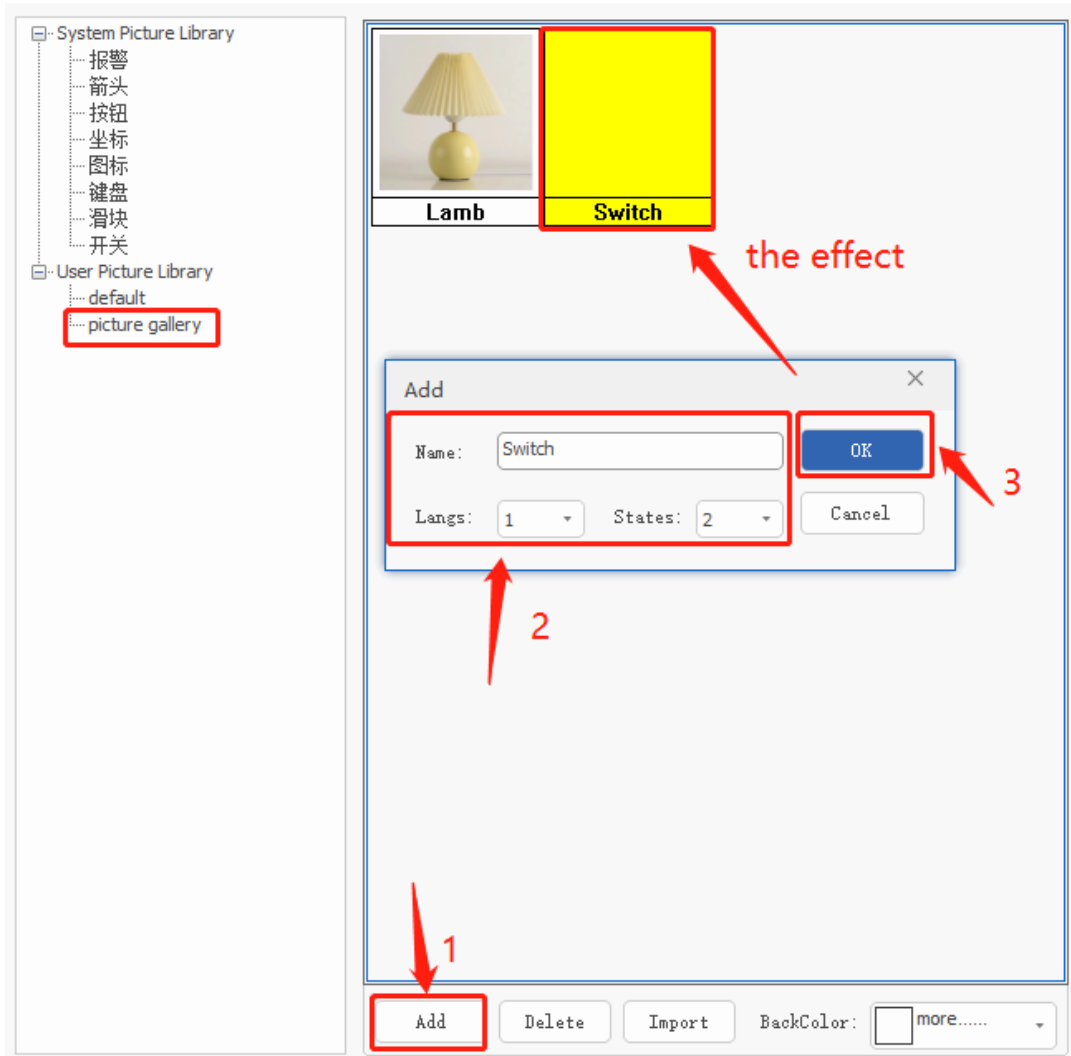 System Picture Library
报警
箭头
按钮
坐标
图标
键盘
滑块
开关
User Picture Library
default
picture gallery
Lamb Switch
the effect
Add
Name: Switch OK
3
Langs: 1 States: 2 Cancel
2
1
Add Delete Import BackColor: more......